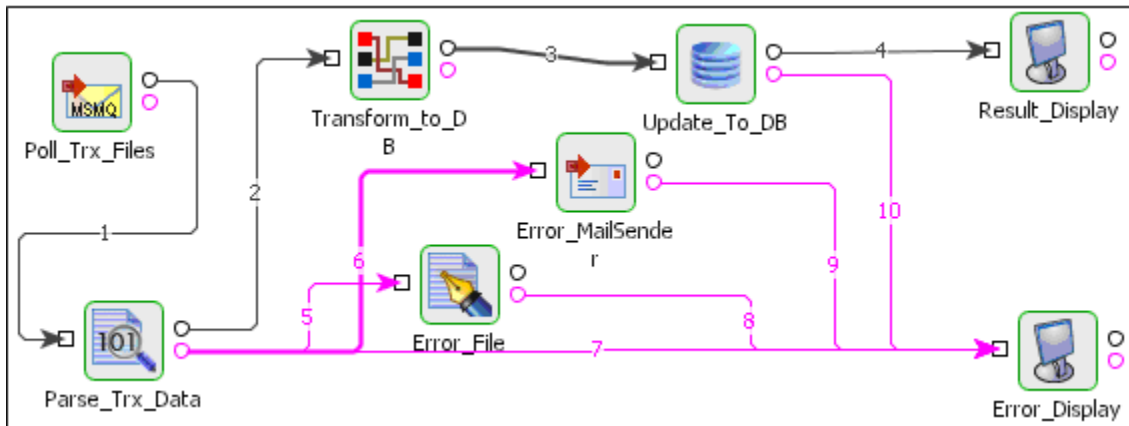 3
4
MSMQ
Poll_Trx_Files
Transform_to_D
B
Update_To_DB
Result_Display
2
1
Error_MailSende
r
10
6
9
5
8
101
Error_File
7
Parse_Trx_Data
Error_Display